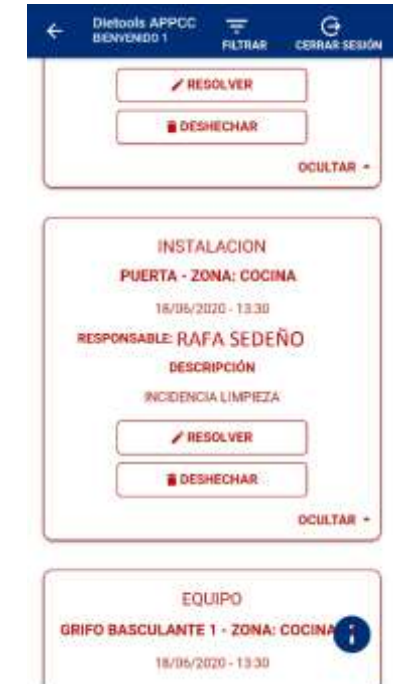 Dietools APPCC
BIENVENIDO 1
FILTRAR
CERRAR SESIÓN
RESOLVER
DESHECHAR
OCULTAR
INSTALACION
PUERTA - ZONA: COCINA
18/06/2020 - 13:30
RESPONSABLE: RAFA SEDEÑO
DESCRIPCIÓN
INCIDENCIA LIMPIEZA
RESOLVER
DESHECHAR
OCULTAR
EQUIPO
GRIFO BASCULANTE 1 - ZONA: COCINA
18/06/2020 - 13:30